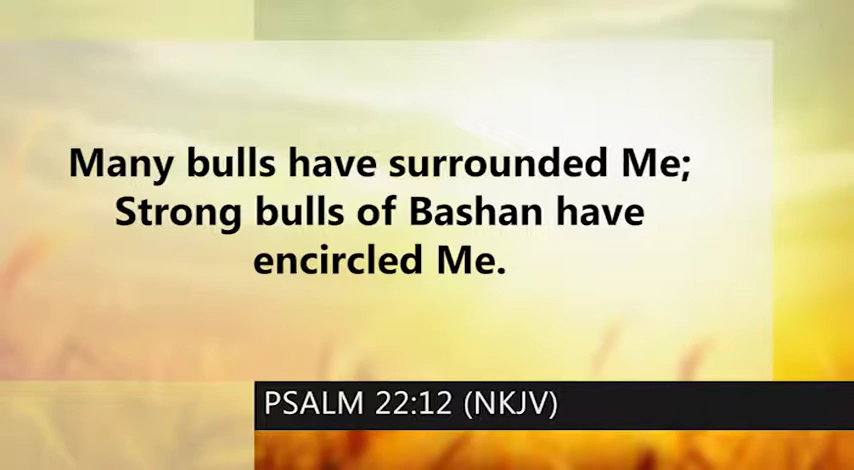 Many bulls have surrounded Me;
Strong bulls of Bashan have
encircled Me.
PSALM 22:12 (NKJV)